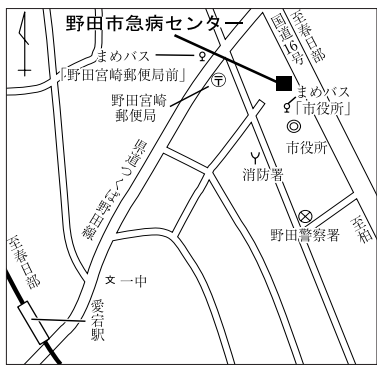 野田市急病センター
まめバス
「野田宮崎郵便局前」
野田宮崎
郵便局
国道16号
至春日部
まめバス
「市役所」
市役所
県道つくば野田線
消防署
野田警察署
至柏
至春日部
文 一中
愛宕駅